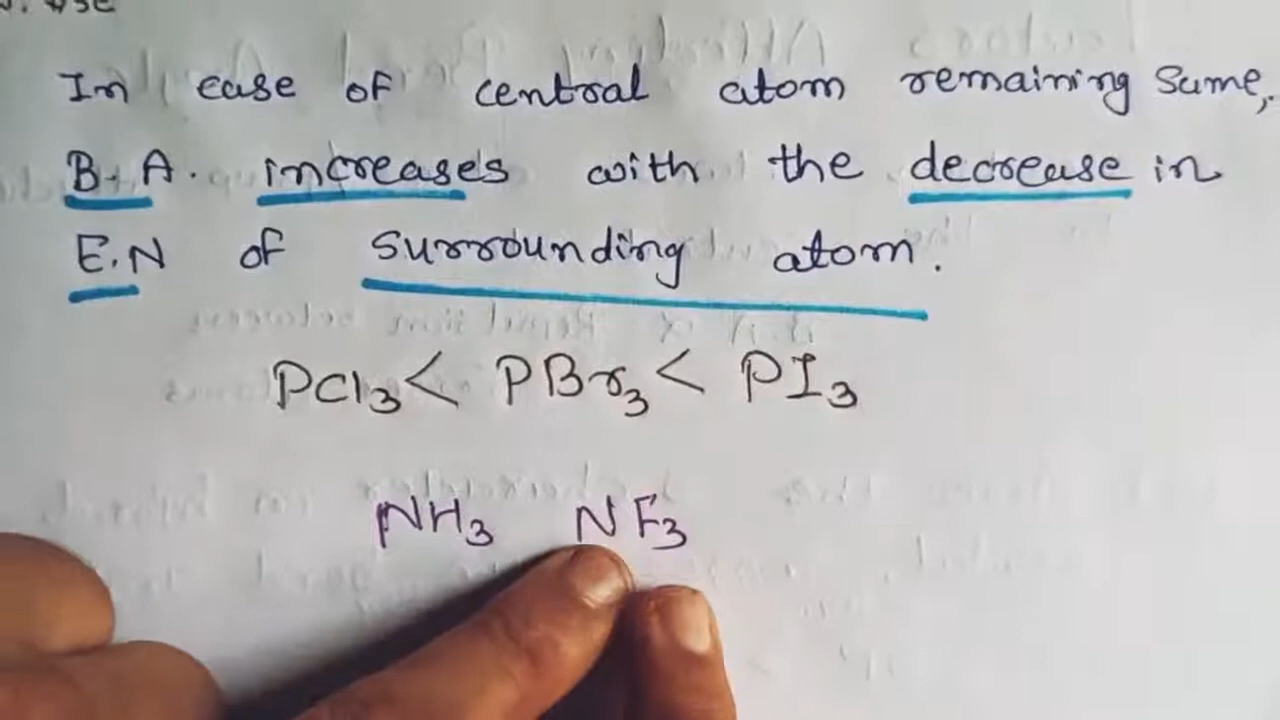 In case of central atom remaining same,
B.A. increases with the decrease in
E.N of surrounding atom.
PCl3 < PBr3 < PI3
NH3 NF3